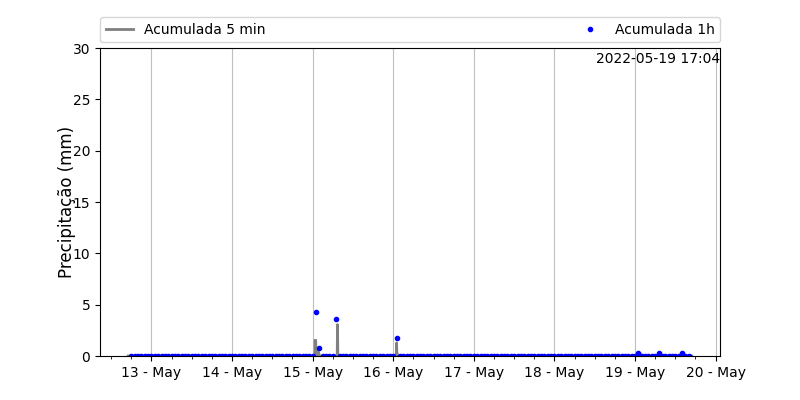 Acumulada 5 min
Acumulada 1h
2022-05-19 17:04
Precipitação (mm)
30
25
20
15
10
5
0
13 - May
14 - May
15 - May
16 - May
17 - May
18 - May
19 - May
20 - May